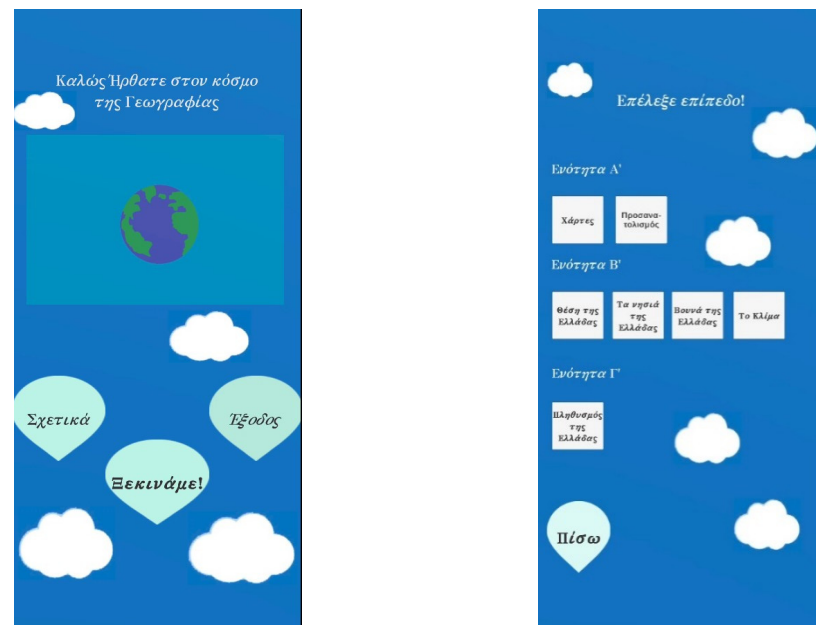 Καλώς Ήρθατε στον κόσμο
της Γεωγραφίας
Σχετικά
Έξοδος
Ξεκινάμε!
Επέλεξε επίπεδο!
Ενότητα Α'
Χάρτες
Προσανα-
τολισμός
Ενότητα Β'
Θέση της
Ελλάδας
Τα νησιά
της
Ελλάδας
Βουνά της
Ελλάδας
Το Κλίμα
Ενότητα Γ'
Πληθυσμός
της
Ελλάδας
Πίσω